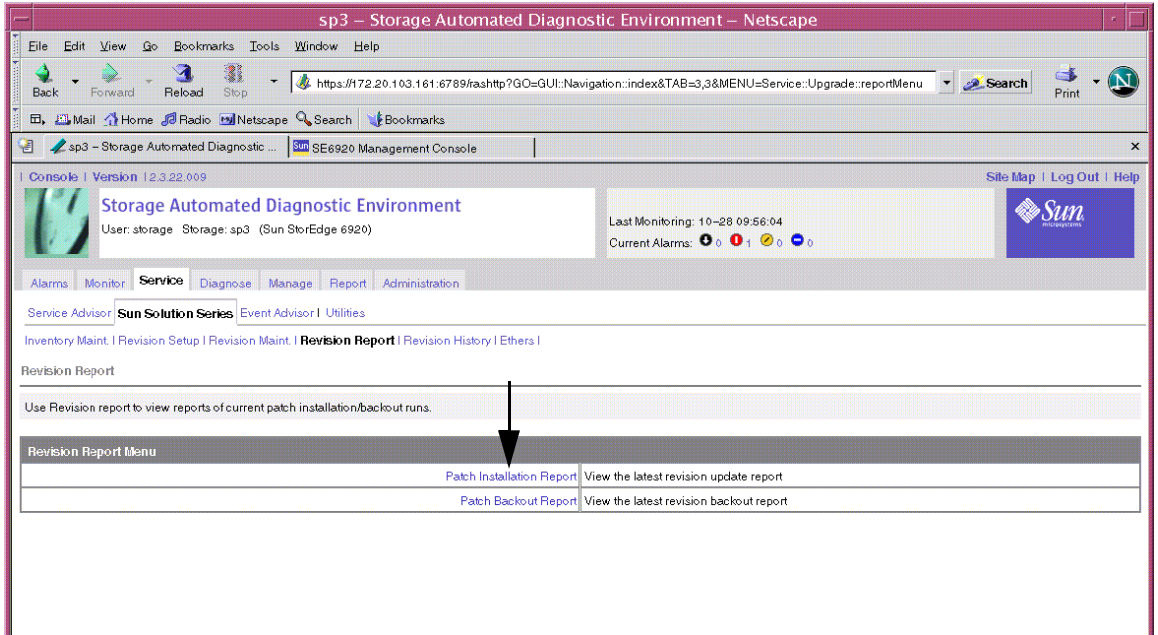 sp3 – Storage Automated Diagnostic Environment – Netscape
File Edit View Go Bookmarks Tools Window Help
Back Forward Reload Stop https://172.20.103.161:6789/rashttp?GO=GUI::Navigation::index&TAB=3,3&MENU=Service::Upgrade::reportMenu Search Print N
Mail Home Radio Netscape Search Bookmarks
sp3 – Storage Automated Diagnostic ... Sun SE6920 Management Console x
| Console | Version | 2.3.22.009 Site Map | Log Out | Help
Storage Automated Diagnostic Environment
User: storage Storage: sp3 (Sun StorEdge 6920)
Last Monitoring: 10–28 09:56:04
Current Alarms: 0 1 0 0
Sun
microsystems
Alarms Monitor Service Diagnose Manage Report Administration
Service Advisor Sun Solution Series Event Advisor | Utilities
Inventory Maint. | Revision Setup | Revision Maint. | Revision Report | Revision History | Ethers |
Revision Report
Use Revision report to view reports of current patch installation/backout runs.
Revision Report Menu
Patch Installation Report View the latest revision update report
Patch Backout Report View the latest revision backout report